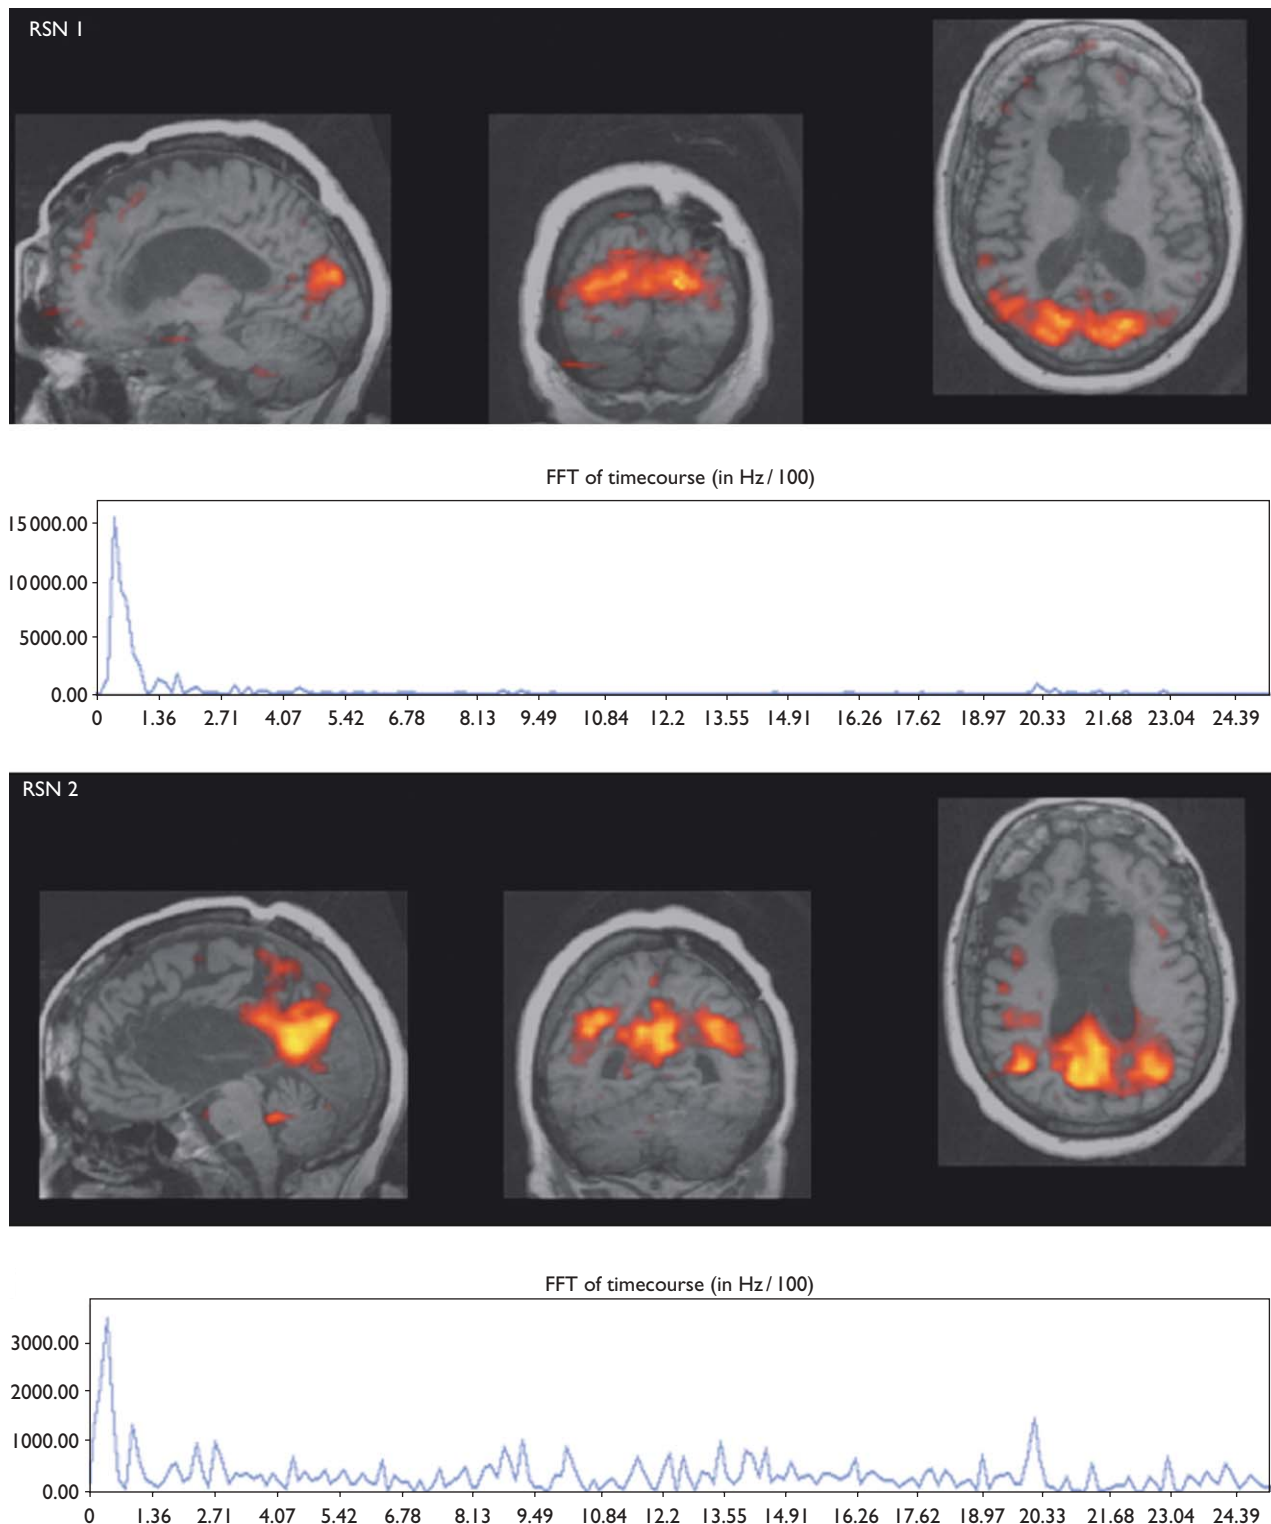 RSN 1
FFT of timecourse (in Hz / 100)
15 000.00
10 000.00
5000.00
0.00
0 1.36 2.71 4.07 5.42 6.78 8.13 9.49 10.84 12.2 13.55 14.91 16.26 17.62 18.97 20.33 21.68 23.04 24.39
RSN 2
FFT of timecourse (in Hz / 100)
3000.00
2000.00
1000.00
0.00
0 1.36 2.71 4.07 5.42 6.78 8.13 9.49 10.84 12.2 13.55 14.91 16.26 17.62 18.97 20.33 21.68 23.04 24.39